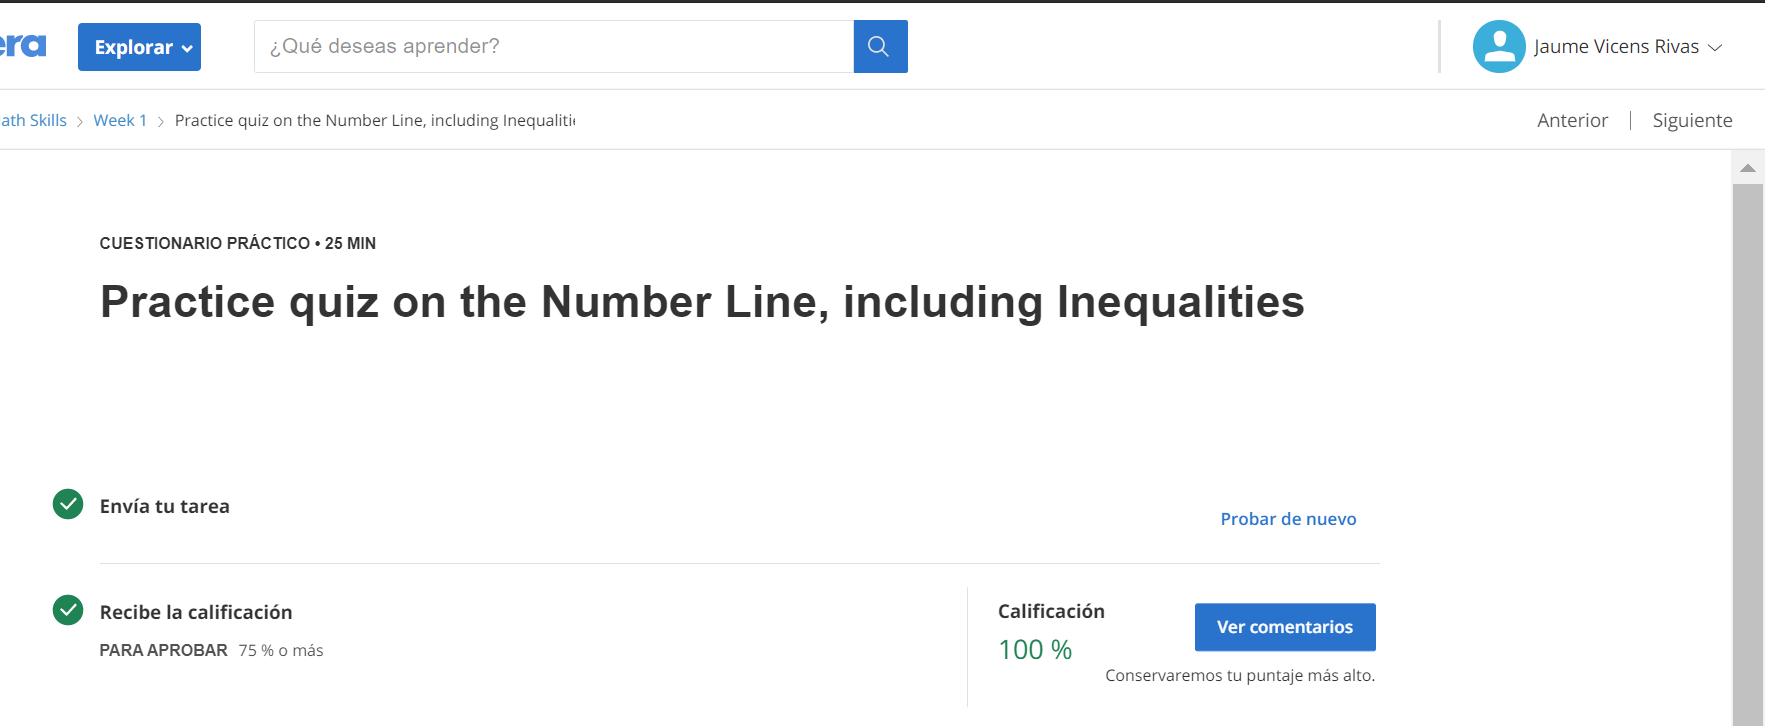 era
Explorar
¿Qué deseas aprender?
Jaume Vicens Rivas
ath Skills > Week 1 > Practice quiz on the Number Line, including Inequaliti
Anterior | Siguiente
CUESTIONARIO PRÁCTICO • 25 MIN
Practice quiz on the Number Line, including Inequalities
Envía tu tarea
Probar de nuevo
Recibe la calificación
PARA APROBAR 75 % o más
Calificación
100 %
Ver comentarios
Conservaremos tu puntaje más alto.